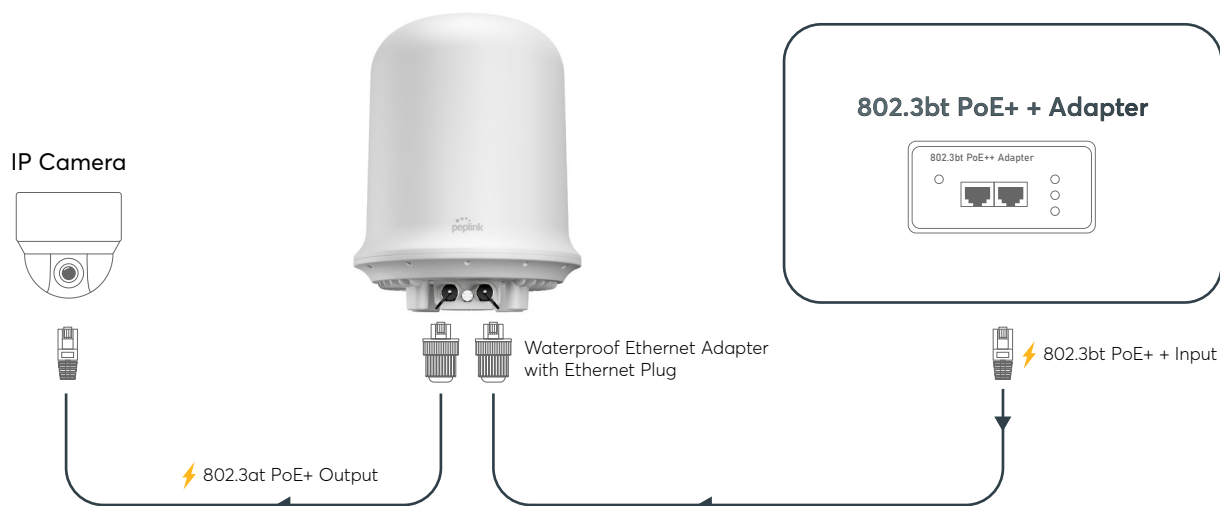 802.3bt PoE+ + Adapter
802.3bt PoE++ Adapter
IP Camera
peplink
Waterproof Ethernet Adapter
with Ethernet Plug
802.3bt PoE+ + Input
802.3at PoE+ Output